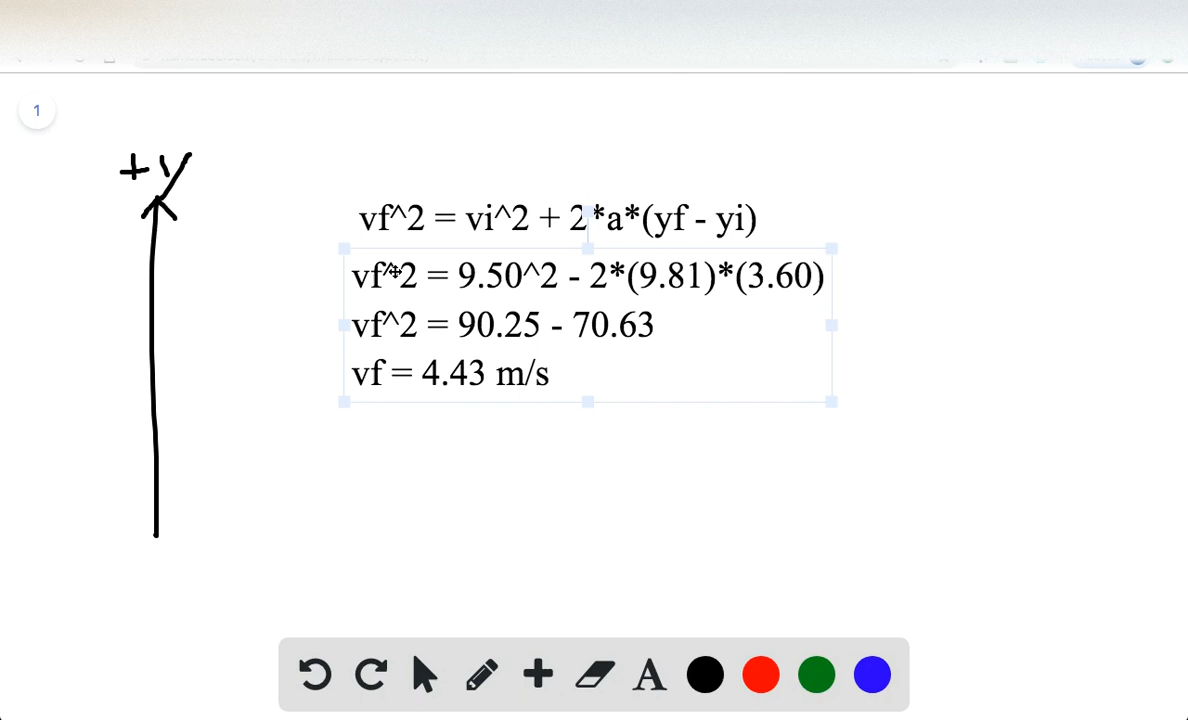 1
+y
vf^2 = vi^2 + 2*a*(yf - yi)
vf^2 = 9.50^2 - 2*(9.81)*(3.60)
vf^2 = 90.25 - 70.63
vf = 4.43 m/s
A